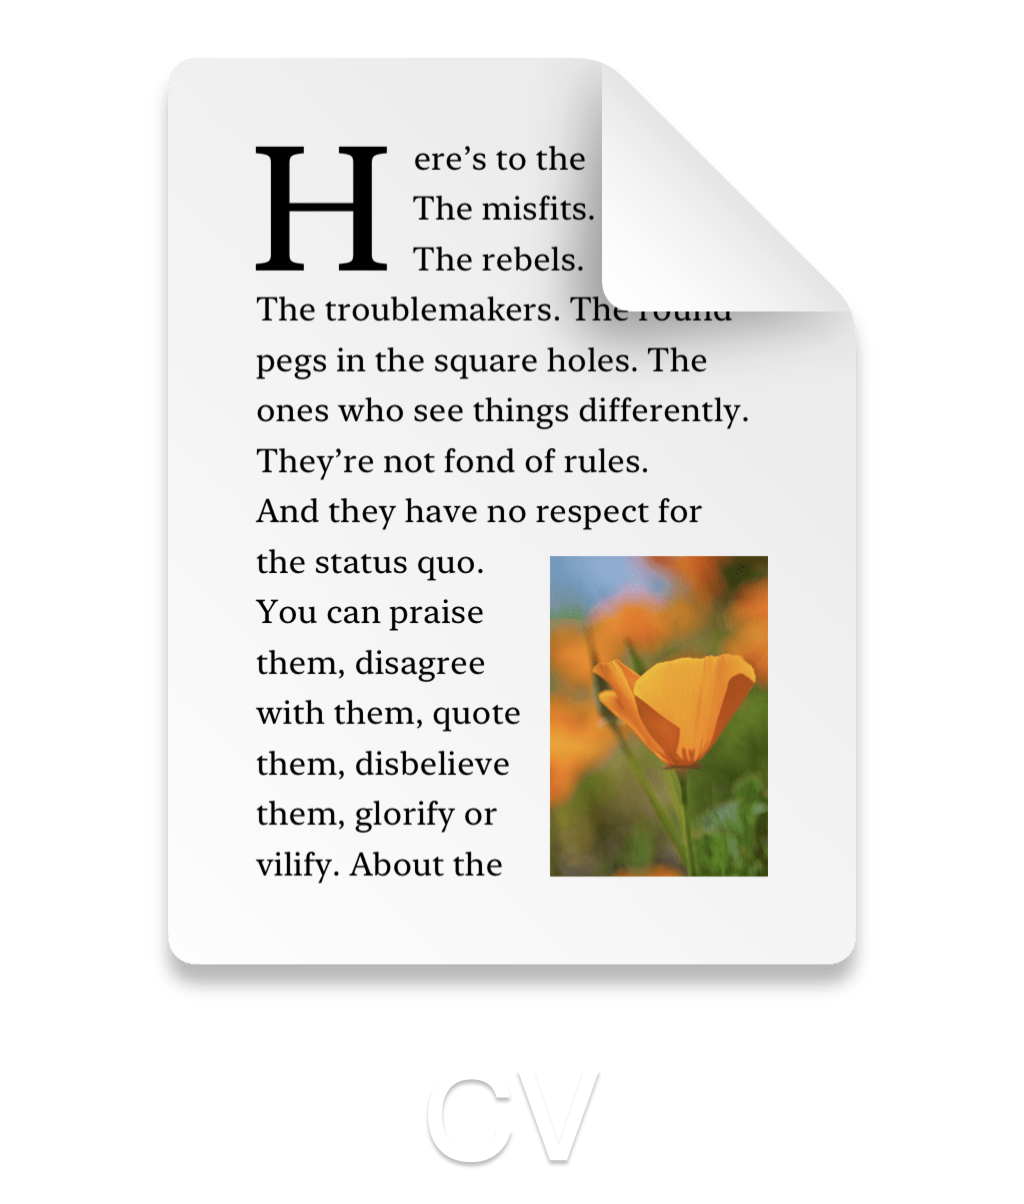 Here's to the
The misfits.
The rebels.
The troublemakers. The round
pegs in the square holes. The
ones who see things differently.
They’re not fond of rules.
And they have no respect for
the status quo.
You can praise
them, disagree
with them, quote
them, disbelieve
them, glorify or
vilify. About the
CV